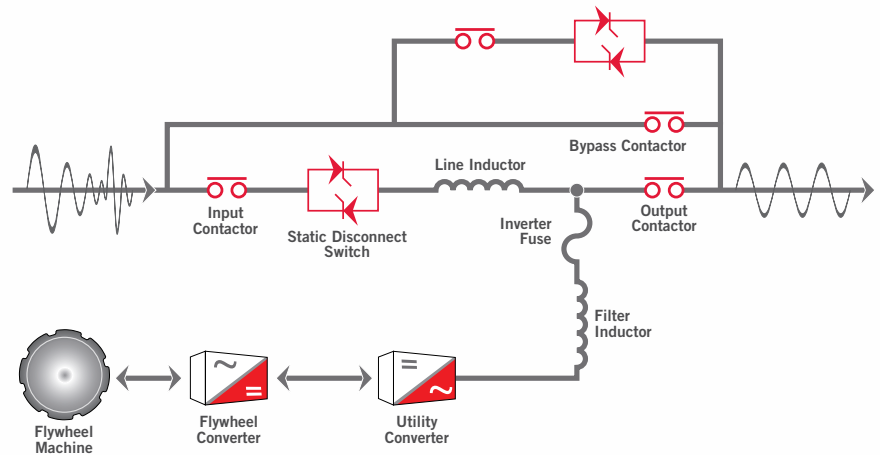 Bypass Contactor
Line Inductor
Input
Contactor
Static Disconnect
Switch
Inverter
Fuse
Output
Contactor
Filter
Inductor
Flywheel
Machine
Flywheel
Converter
Utility
Converter